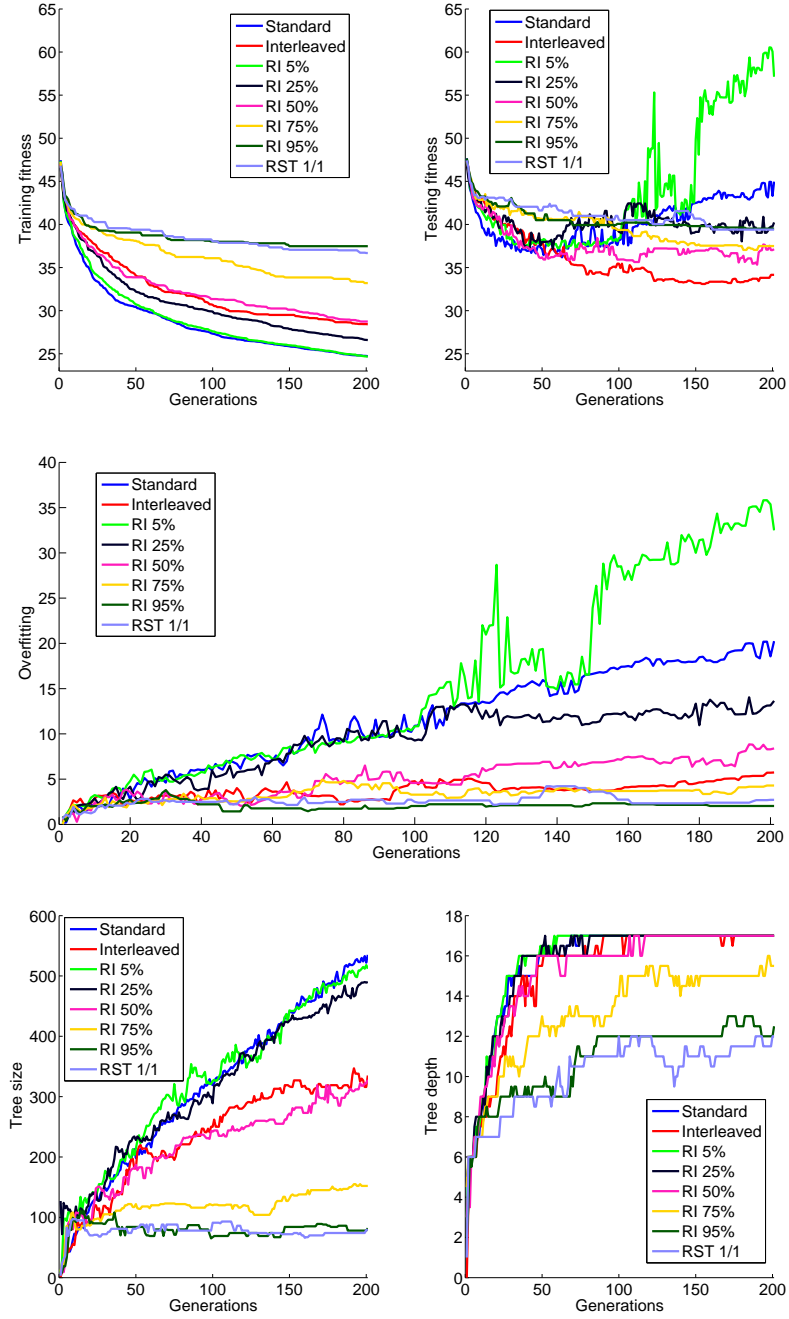 65
60
55
50
45
40
35
30
25
0
50
100
150
200
Training fitness
Generations
Standard
Interleaved
RI 5%
RI 25%
RI 50%
RI 75%
RI 95%
RST 1/1
65
60
55
50
45
40
35
30
25
0
50
100
150
200
Testing fitness
Generations
Standard
Interleaved
RI 5%
RI 25%
RI 50%
RI 75%
RI 95%
RST 1/1
40
35
30
25
20
15
10
5
0
0
20
40
60
80
100
120
140
160
180
200
Overfitting
Generations
Standard
Interleaved
RI 5%
RI 25%
RI 50%
RI 75%
RI 95%
RST 1/1
600
500
400
300
200
100
0
0
50
100
150
200
Tree size
Generations
Standard
Interleaved
RI 5%
RI 25%
RI 50%
RI 75%
RI 95%
RST 1/1
18
16
14
12
10
8
6
4
2
0
0
50
100
150
200
Tree depth
Generations
Standard
Interleaved
RI 5%
RI 25%
RI 50%
RI 75%
RI 95%
RST 1/1